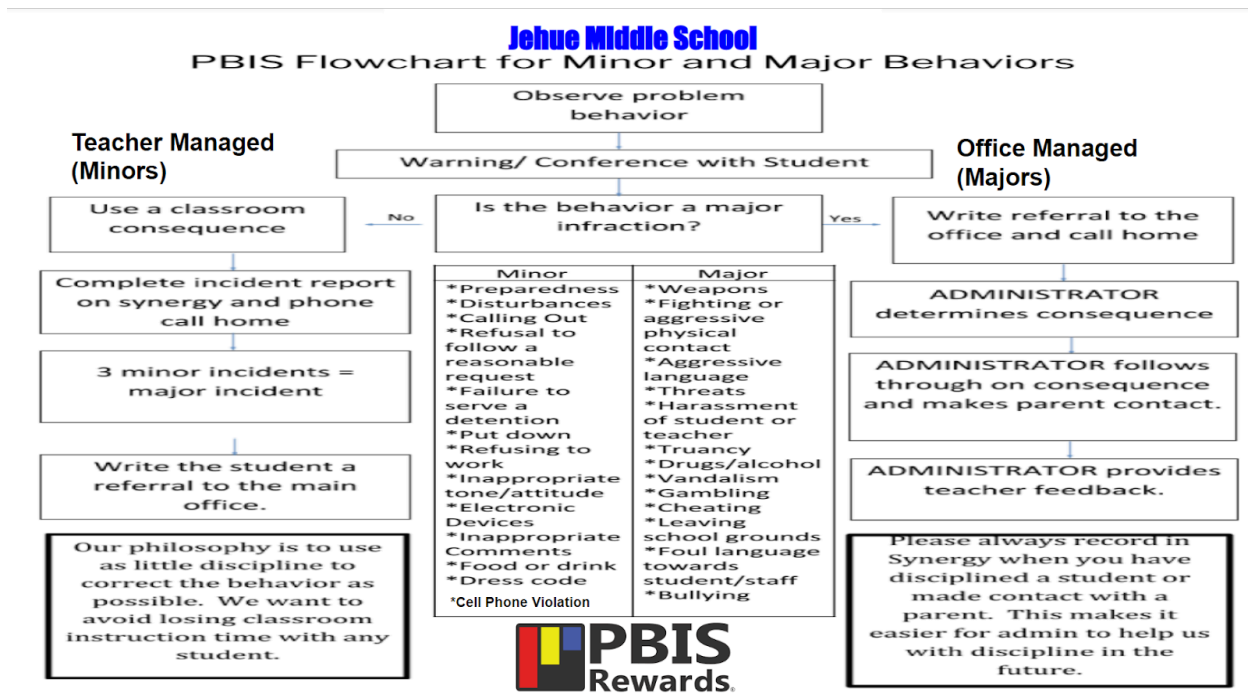 Jehue Middle School
PBIS Flowchart for Minor and Major Behaviors
Observe problem
behavior
Teacher Managed
(Minors)
Warning/ Conference with Student
Office Managed
(Majors)
Use a classroom
consequence
No
Is the behavior a major
infraction?
Yes
Write referral to the
office and call home
Complete incident report
on synergy and phone
call home
3 minor incidents =
major incident
Write the student a
referral to the main
office.
Our philosophy is to use
as little discipline to
correct the behavior as
possible. We want to
avoid losing classroom
instruction time with any
student.
Minor
*Preparedness
*Disturbances
*Calling Out
*Refusal to
follow a
reasonable
request
*Failure to
serve a
detention
*Put down
*Refusing to
work
*Inappropriate
tone/attitude
*Electronic
Devices
*Inappropriate
Comments
*Food or drink
*Dress code
*Cell Phone Violation
Major
*Weapons
*Fighting or
aggressive
physical
contact
*Aggressive
language
*Threats
*Harassment
of student or
teacher
*Truancy
*Drugs/alcohol
*Vandalism
*Gambling
*Cheating
*Leaving
school grounds
*Foul language
towards
student/staff
*Bullying
ADMINISTRATOR
determines consequence
ADMINISTRATOR follows
through on consequence
and makes parent contact.
ADMINISTRATOR provides
teacher feedback.
Please always record in
Synergy when you have
disciplined a student or
made contact with a
parent. This makes it
easier for admin to help us
with discipline in the
future.
PBIS
Rewards.